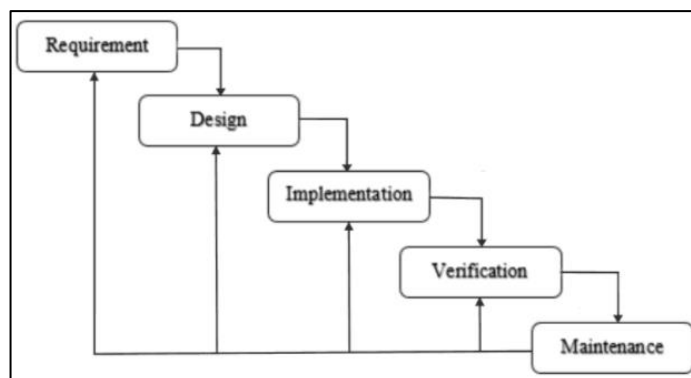 Requirement
Design
Implementation
Verification
Maintenance